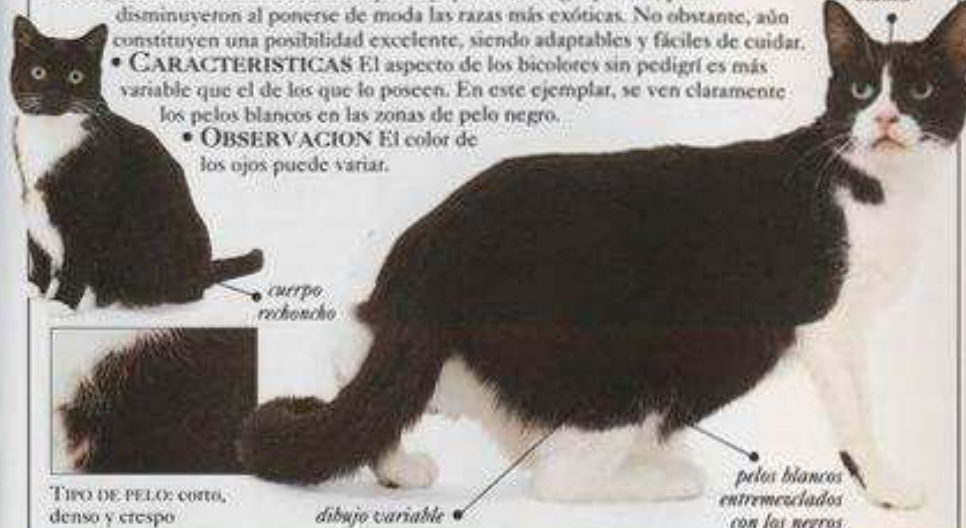 disminuyeron al ponerse de moda las razas más exóticas. No obstante, aún
constituyen una posibilidad excelente, siendo adaptables y fáciles de cuidar.
• CARACTERISTICAS El aspecto de los bicolores sin pedigrí es más
variable que el de los que lo poseen. En este ejemplar, se ven claramente
los pelos blancos en las zonas de pelo negro.
• OBSERVACION El color de
los ojos puede variar.
cuerpo
rechoncho
TIPO DE PELO: corto,
denso y crespo
dibujo variable
pelos blancos
entremezclados
con los negros